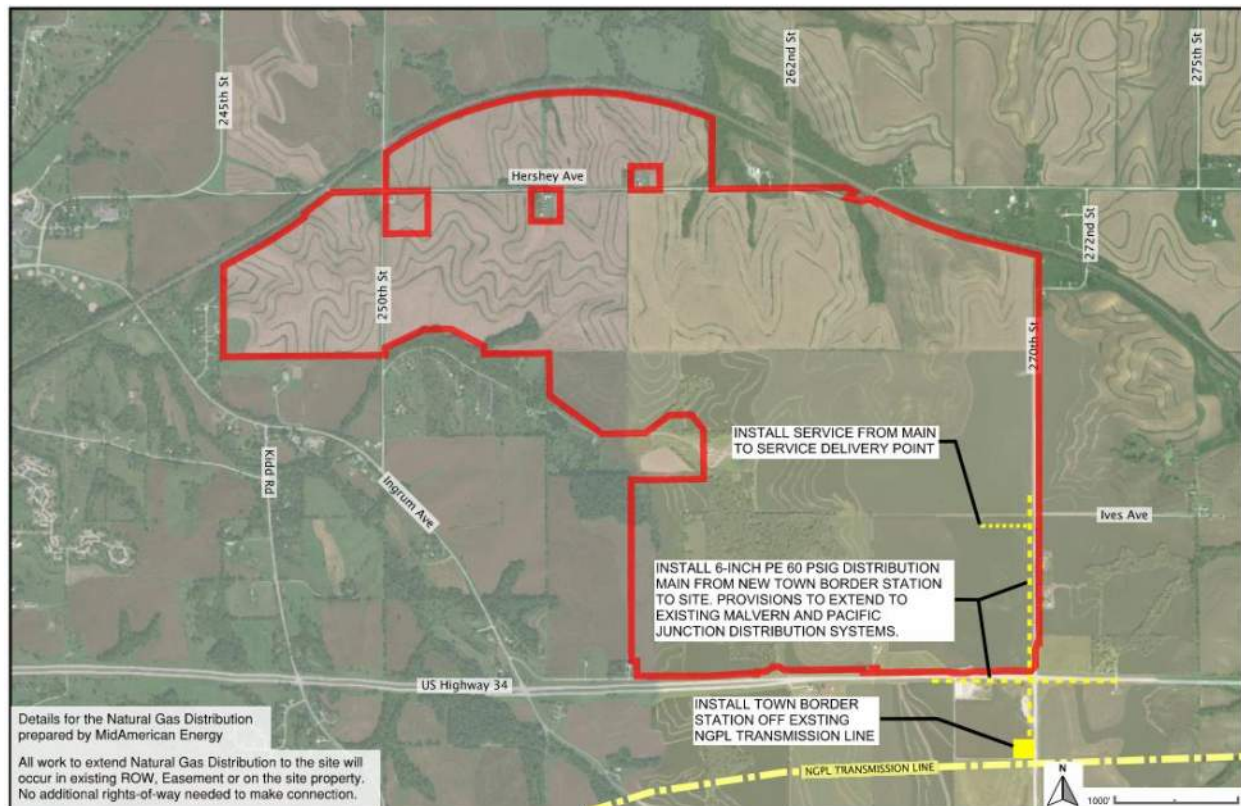 245th St
262nd St
275th St
Hershey Ave
272nd St
250th St
270th St
INSTALL SERVICE FROM MAIN
TO SERVICE DELIVERY POINT
Kidd Rd
Ingrum Ave
Ives Ave
INSTALL 6-INCH PE 60 PSIG DISTRIBUTION
MAIN FROM NEW TOWN BORDER STATION
TO SITE. PROVISIONS TO EXTEND TO
EXISTING MALVERN AND PACIFIC
JUNCTION DISTRIBUTION SYSTEMS.
US Highway 34
INSTALL TOWN BORDER
STATION OFF EXSTING
NGPL TRANSMISSION LINE
Details for the Natural Gas Distribution
prepared by MidAmerican Energy
All work to extend Natural Gas Distribution to the site will
occur in existing ROW, Easement or on the site property.
No additional rights-of-way needed to make connection.
NGPL TRANSMISSION LINE
N
1000'